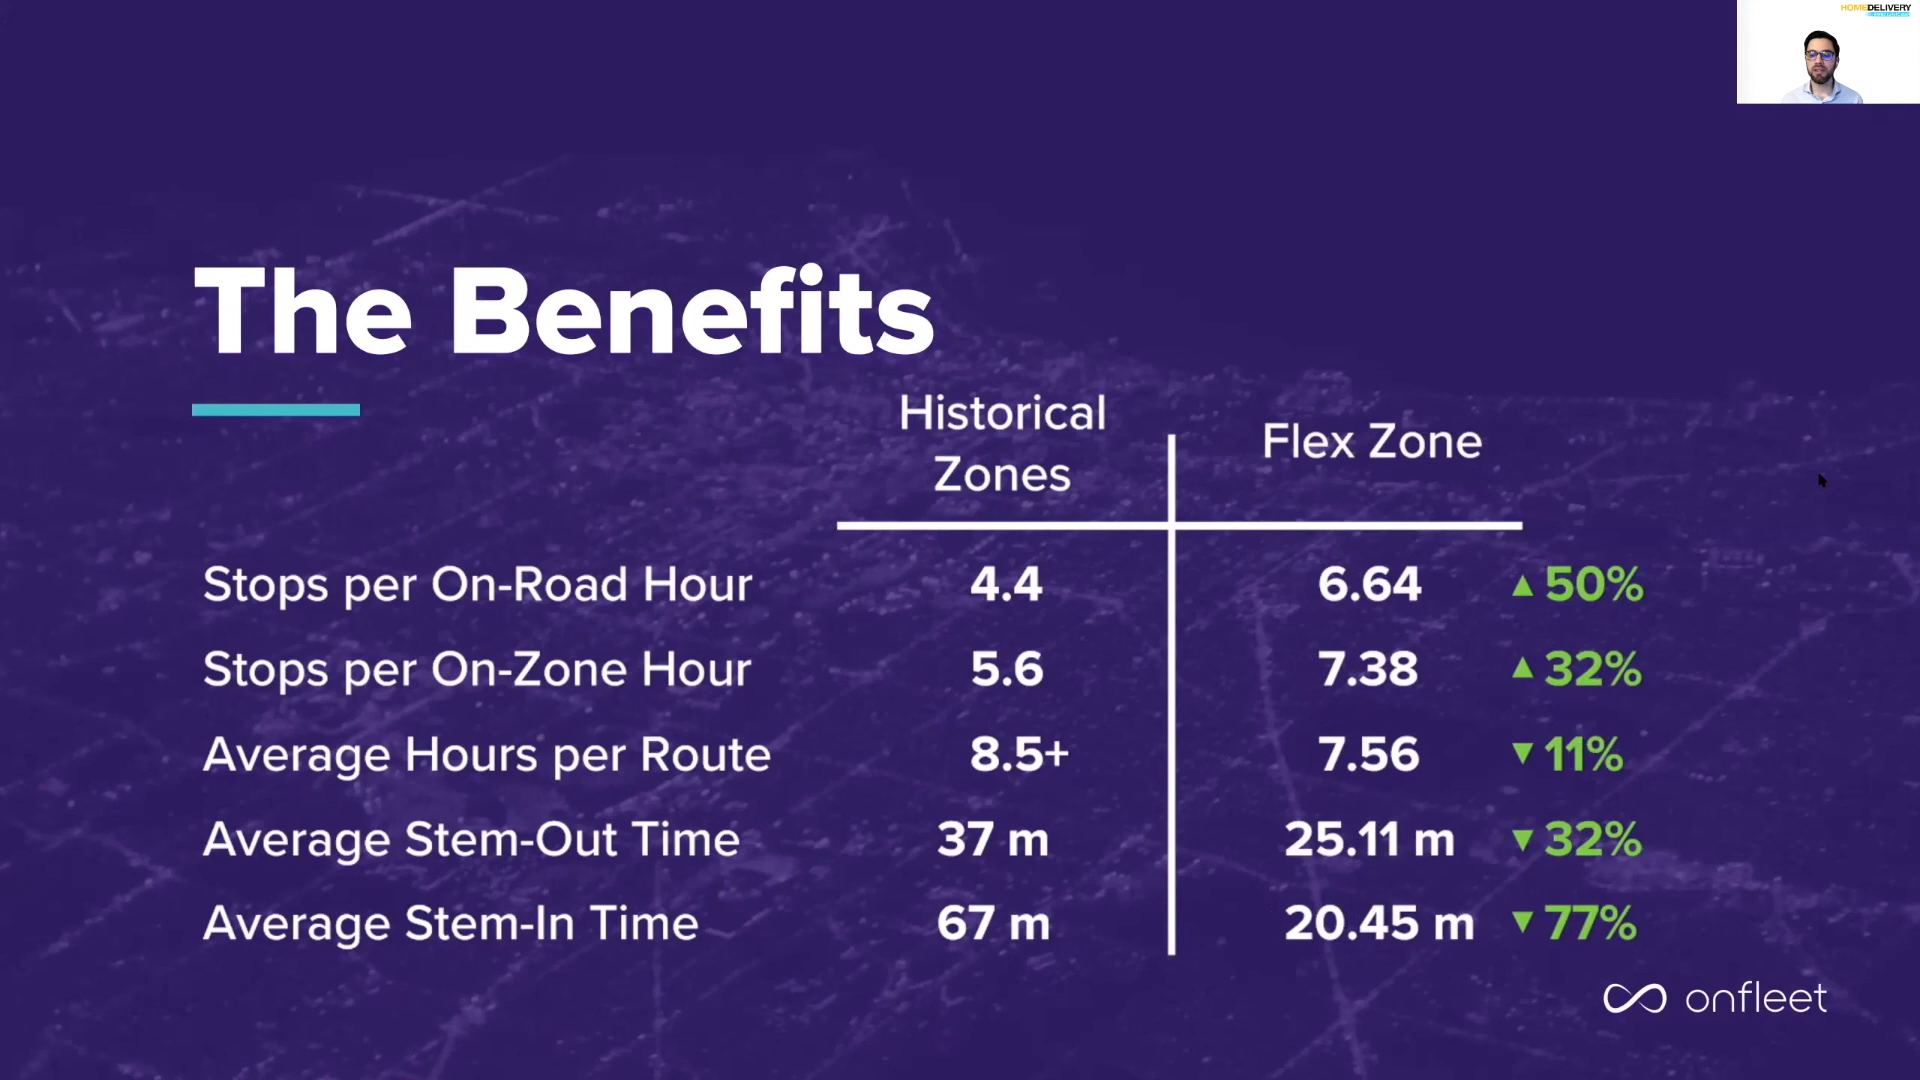 HOMEDELIVERY
The Benefits
Historical
Zones
Flex Zone
Stops per On-Road Hour 4.4 6.64 ▲ 50%
Stops per On-Zone Hour 5.6 7.38 ▲ 32%
Average Hours per Route 8.5+ 7.56 ▼ 11%
Average Stem-Out Time 37 m 25.11 m ▼ 32%
Average Stem-In Time 67 m 20.45 m ▼ 77%
onfleet